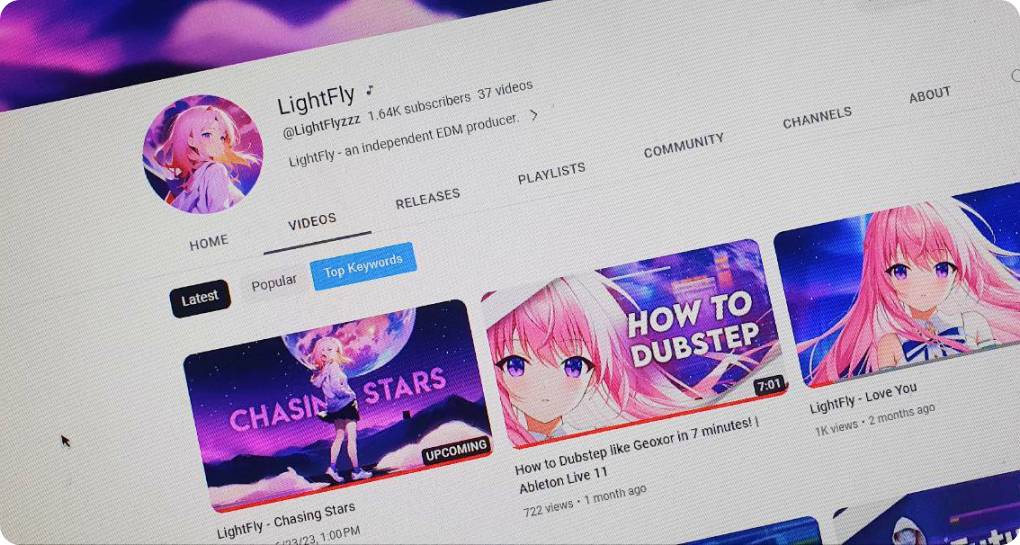 LightFly ♪
@LightFlyzzz 1.64K subscribers 37 videos
LightFly - an independent EDM producer. >
HOME
VIDEOS
RELEASES
PLAYLISTS
COMMUNITY
CHANNELS
ABOUT
Latest
Popular
Top Keywords
CHASING STARS
UPCOMING
LightFly - Chasing Stars
/23/23, 1:00 PM
HOW TO
DUBSTEP
7:01
How to Dubstep like Geoxor in 7 minutes! |
Ableton Live 11
722 views • 1 month ago
LightFly - Love You
1K views • 2 months ago